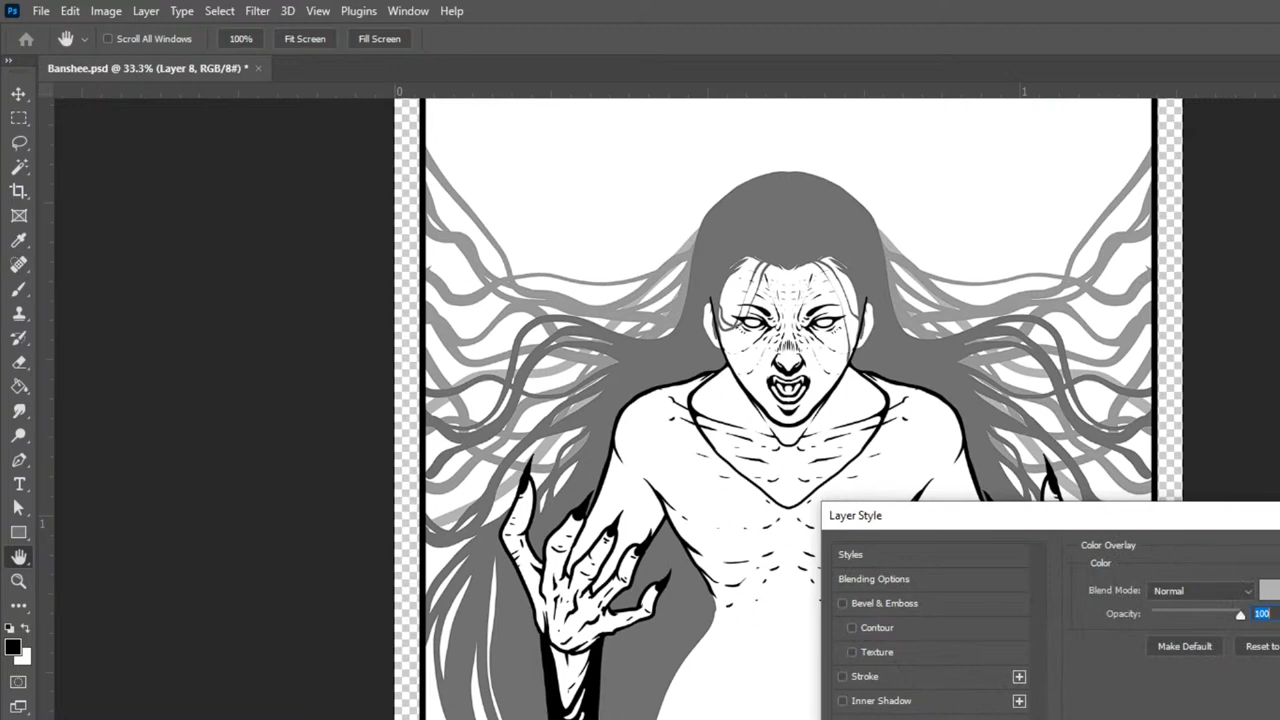 Ps File Edit Image Layer Type Select Filter 3D View Plugins Window Help
Scroll All Windows 100% Fit Screen Fill Screen
Banshee.psd @ 33.3% (Layer 8, RGB/8#) * ×
0 1
1
Layer Style
Styles
Blending Options
Bevel & Emboss
Contour
Texture
Stroke
Inner Shadow
Color Overlay
Color
Blend Mode: Normal
Opacity: 100
Make Default Reset to